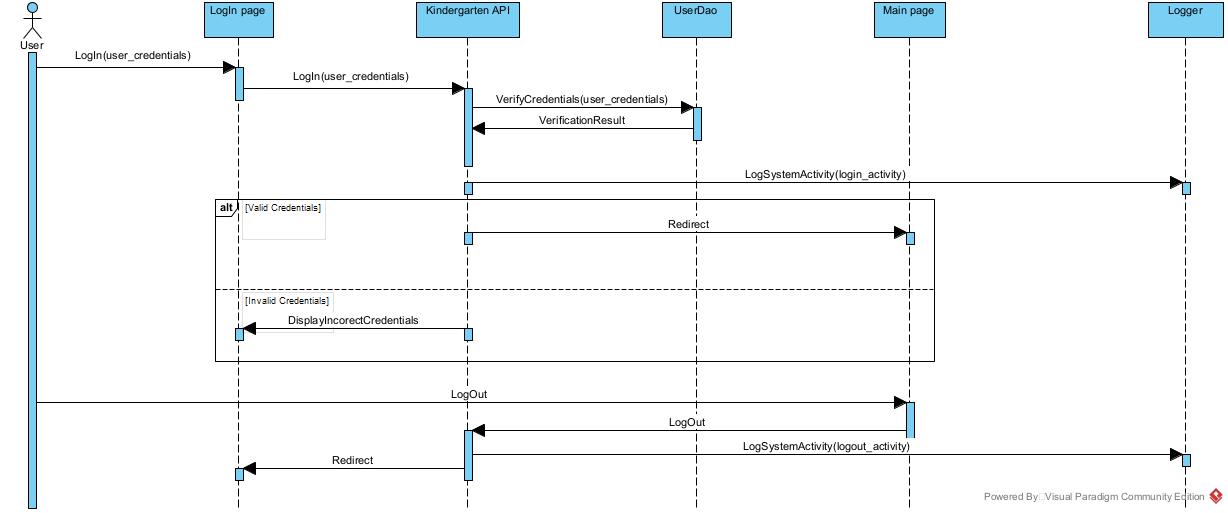 LogIn page
Kindergarten API
UserDao
Main page
Logger
User
LogIn(user_credentials)
LogIn(user_credentials)
VerifyCredentials(user_credentials)
VerificationResult
LogSystemActivity(login_activity)
alt
[Valid Credentials]
Redirect
[Invalid Credentials]
DisplayIncorectCredentials
LogOut
LogOut
LogSystemActivity(logout_activity)
Redirect
Powered By Visual Paradigm Community Edition